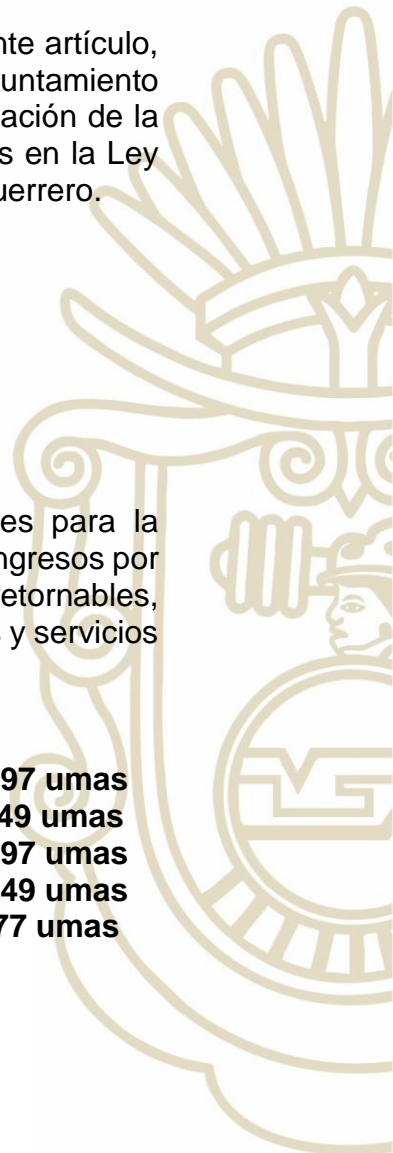 nte artículo,
untamiento
ación de la
s en la Ley
uerrero.
es para la
ngresos por
retornables,
s y servicios
97 umas
49 umas
97 umas
49 umas
77 umas